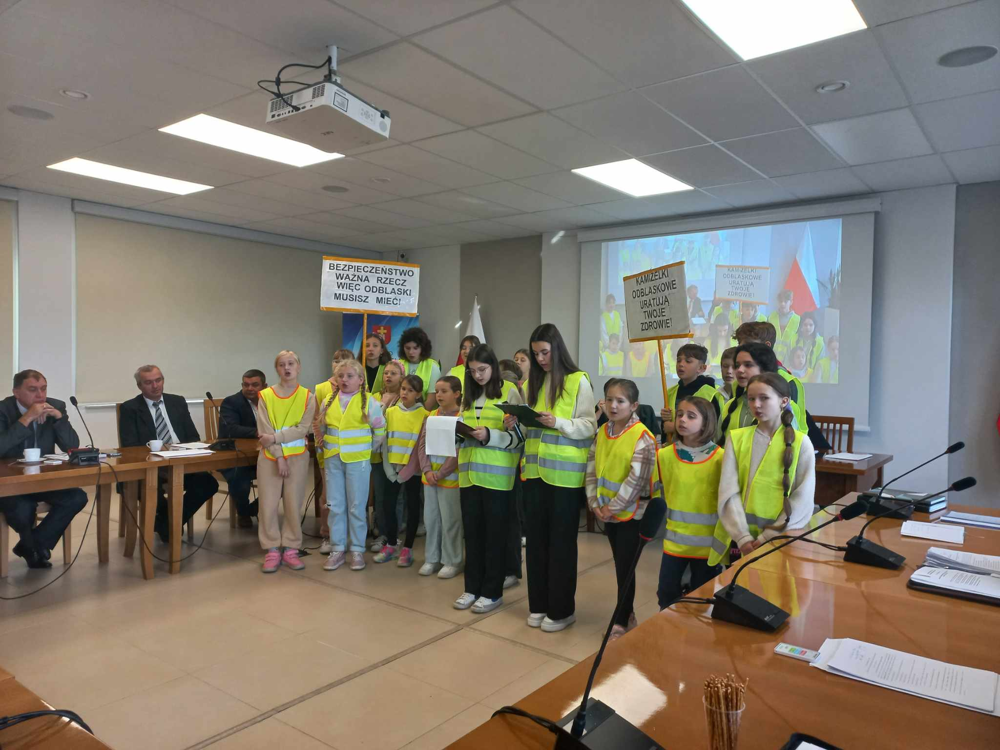 BEZPIECZEŃSTWO
WAŻNA RZECZ
WIĘC ODBLASKI
MUSISZ MIEĆ!
KAMIZELKI
ODBLASKOWE
URATUJĄ
TWOJE
ZDROWIE!
KAMIZELKI
ODBLASKOWE
URATUJĄ
TWOJE
ZDROWIE!